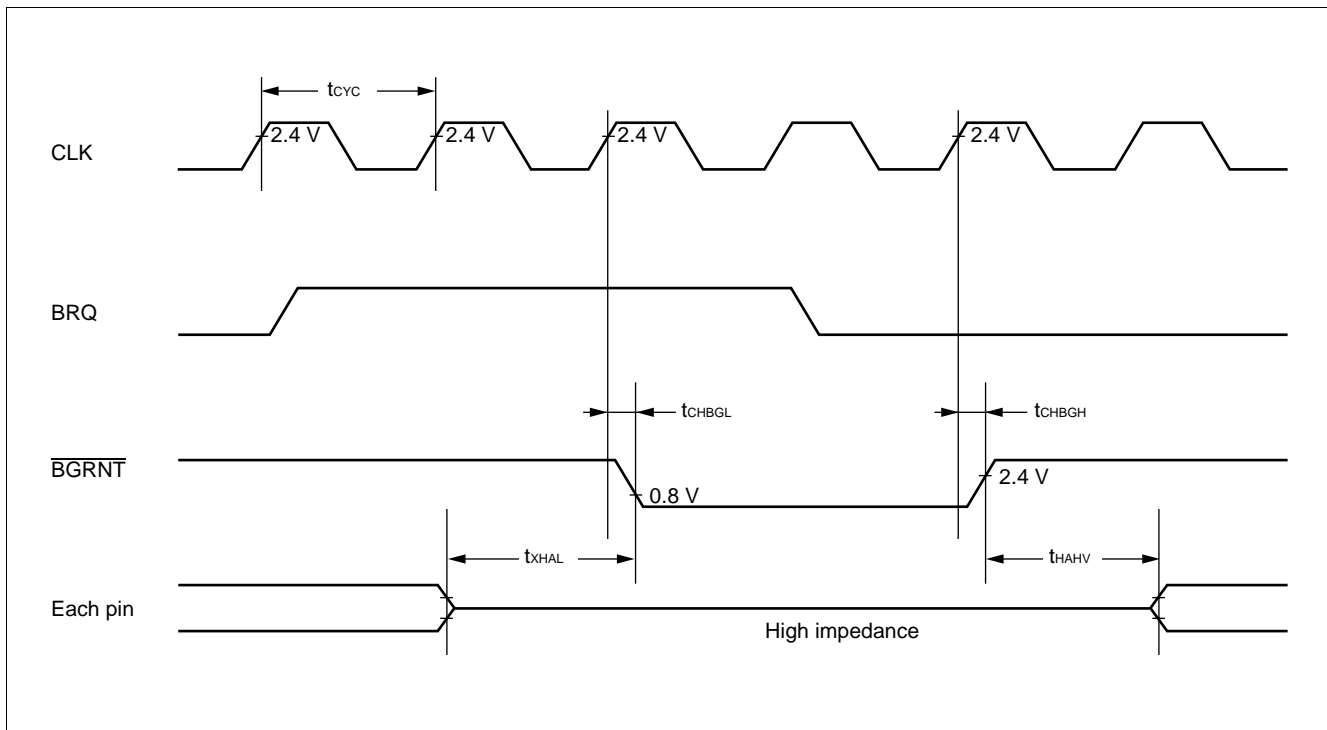 tCYC
CLK
2.4 V
2.4 V
2.4 V
2.4 V
BRQ
tCHBGL
tCHBGH
BGRNT
0.8 V
2.4 V
tXHAL
tHAHV
Each pin
High impedance